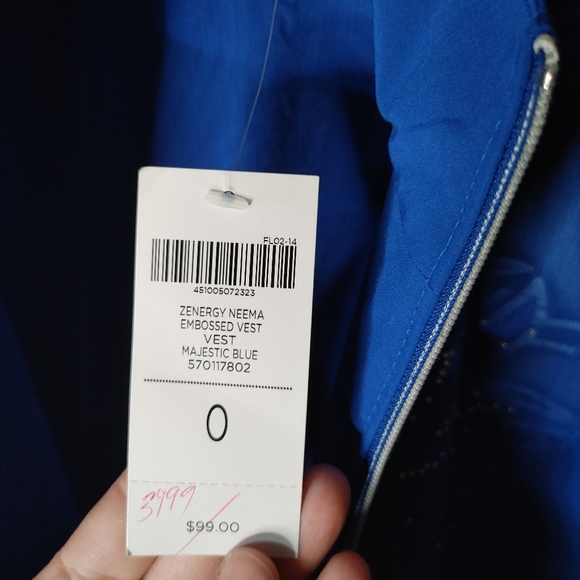 FL02-14
451005072323
ZENERGY NEEMA
EMBOSSED VEST
VEST
MAJESTIC BLUE
570117802
0
3499
$99.00